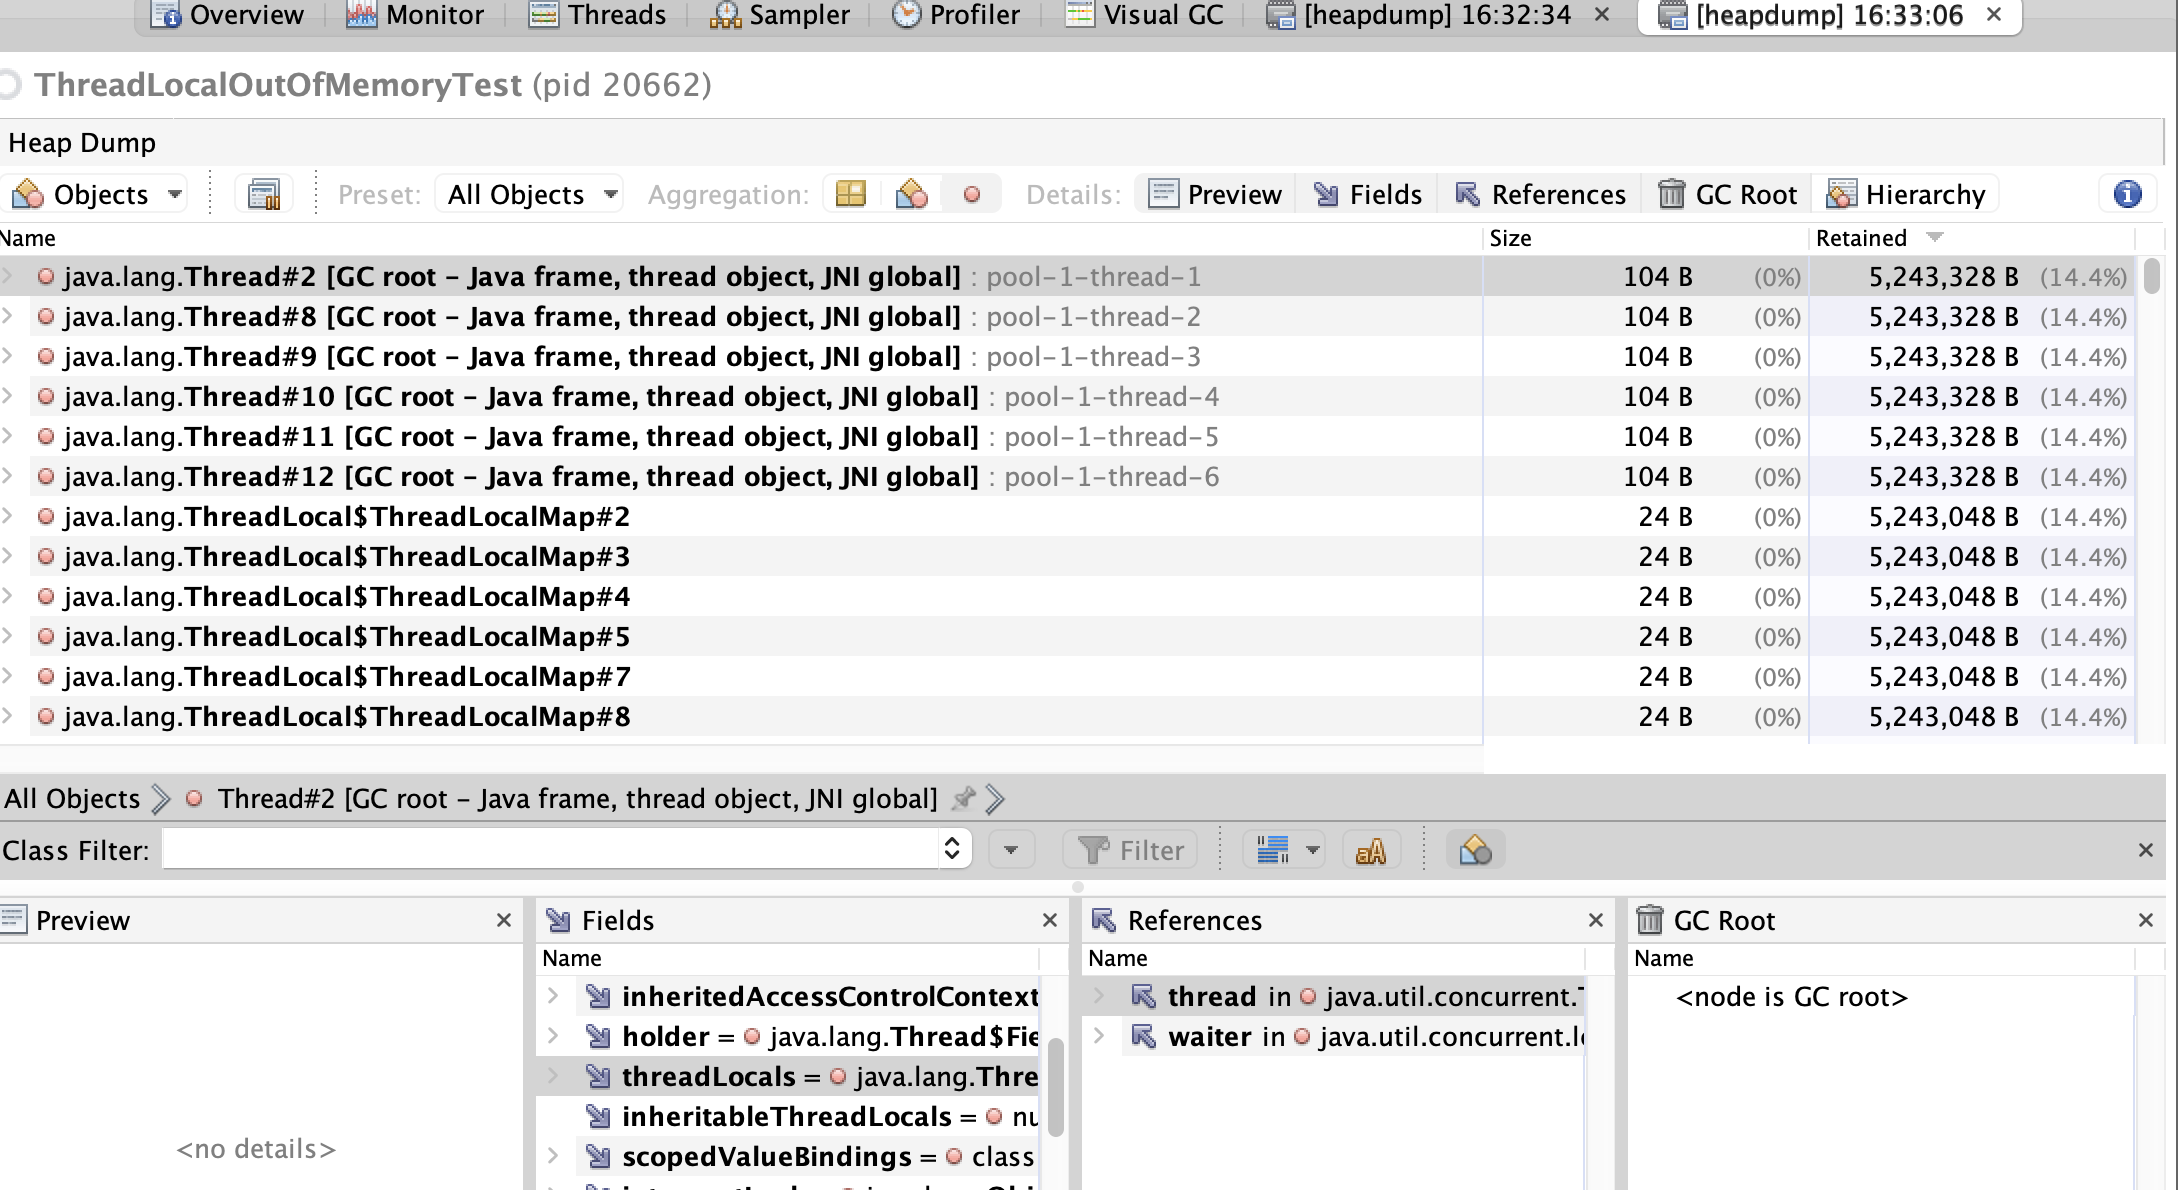 Overview Monitor Threads Sampler Profiler Visual GC [heapdump] 16:32:34 × [heapdump] 16:33:06 ×
ThreadLocalOutOfMemoryTest (pid 20662)
Heap Dump
Objects Preset: All Objects Aggregation: Details: Preview Fields References GC Root Hierarchy
Name Size Retained
java.lang.Thread#2 [GC root - Java frame, thread object, JNI global] : pool-1-thread-1 104 B (0%) 5,243,328 B (14.4%)
java.lang.Thread#8 [GC root - Java frame, thread object, JNI global] : pool-1-thread-2 104 B (0%) 5,243,328 B (14.4%)
java.lang.Thread#9 [GC root - Java frame, thread object, JNI global] : pool-1-thread-3 104 B (0%) 5,243,328 B (14.4%)
java.lang.Thread#10 [GC root - Java frame, thread object, JNI global] : pool-1-thread-4 104 B (0%) 5,243,328 B (14.4%)
java.lang.Thread#11 [GC root - Java frame, thread object, JNI global] : pool-1-thread-5 104 B (0%) 5,243,328 B (14.4%)
java.lang.Thread#12 [GC root - Java frame, thread object, JNI global] : pool-1-thread-6 104 B (0%) 5,243,328 B (14.4%)
java.lang.ThreadLocal$ThreadLocalMap#2 24 B (0%) 5,243,048 B (14.4%)
java.lang.ThreadLocal$ThreadLocalMap#3 24 B (0%) 5,243,048 B (14.4%)
java.lang.ThreadLocal$ThreadLocalMap#4 24 B (0%) 5,243,048 B (14.4%)
java.lang.ThreadLocal$ThreadLocalMap#5 24 B (0%) 5,243,048 B (14.4%)
java.lang.ThreadLocal$ThreadLocalMap#7 24 B (0%) 5,243,048 B (14.4%)
java.lang.ThreadLocal$ThreadLocalMap#8 24 B (0%) 5,243,048 B (14.4%)
All Objects Thread#2 [GC root - Java frame, thread object, JNI global]
Class Filter: Filter aA ×
Preview × Fields × References × GC Root ×
Name Name Name
inheritedAccessControlContext thread in java.util.concurrent. <node is GC root>
holder = java.lang.Thread$Fie waiter in java.util.concurrent.l
threadLocals = java.lang.Thre
inheritableThreadLocals = nu
<no details>
scopedValueBindings = class